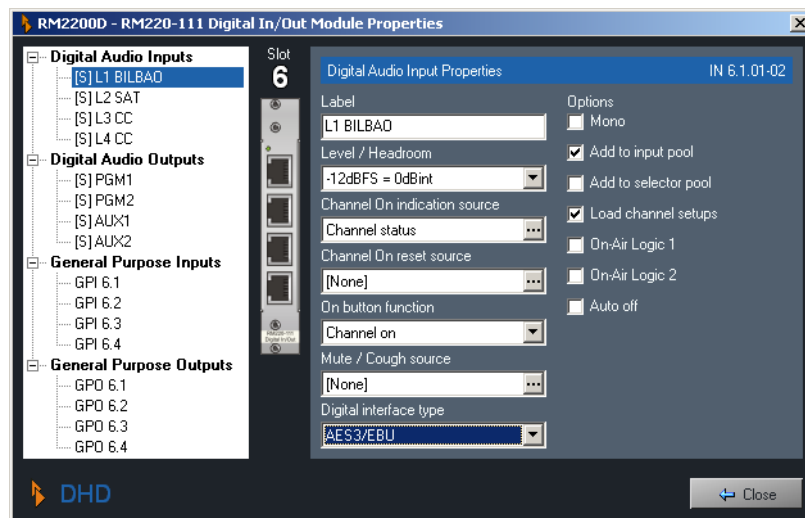 RM2200D - RM220-111 Digital In/Out Module Properties
Digital Audio Inputs
[S] L1 BILBAO
[S] L2 SAT
[S] L3 CC
[S] L4 CC
Digital Audio Outputs
[S] PGM1
[S] PGM2
[S] AUX1
[S] AUX2
General Purpose Inputs
GPI 6.1
GPI 6.2
GPI 6.3
GPI 6.4
General Purpose Outputs
GPO 6.1
GPO 6.2
GPO 6.3
GPO 6.4
Slot
6
RM220-111
Digital In/Out
Digital Audio Input Properties IN 6.1.01-02
Label
L1 BILBAO
Level / Headroom
-12dBFS = 0dBint
Channel On indication source
Channel status
...
Channel On reset source
[None]
...
On button function
Channel on
Mute / Cough source
[None]
...
Digital interface type
AES3/EBU
Options
Mono
Add to input pool
Add to selector pool
Load channel setups
On-Air Logic 1
On-Air Logic 2
Auto off
DHD
Close